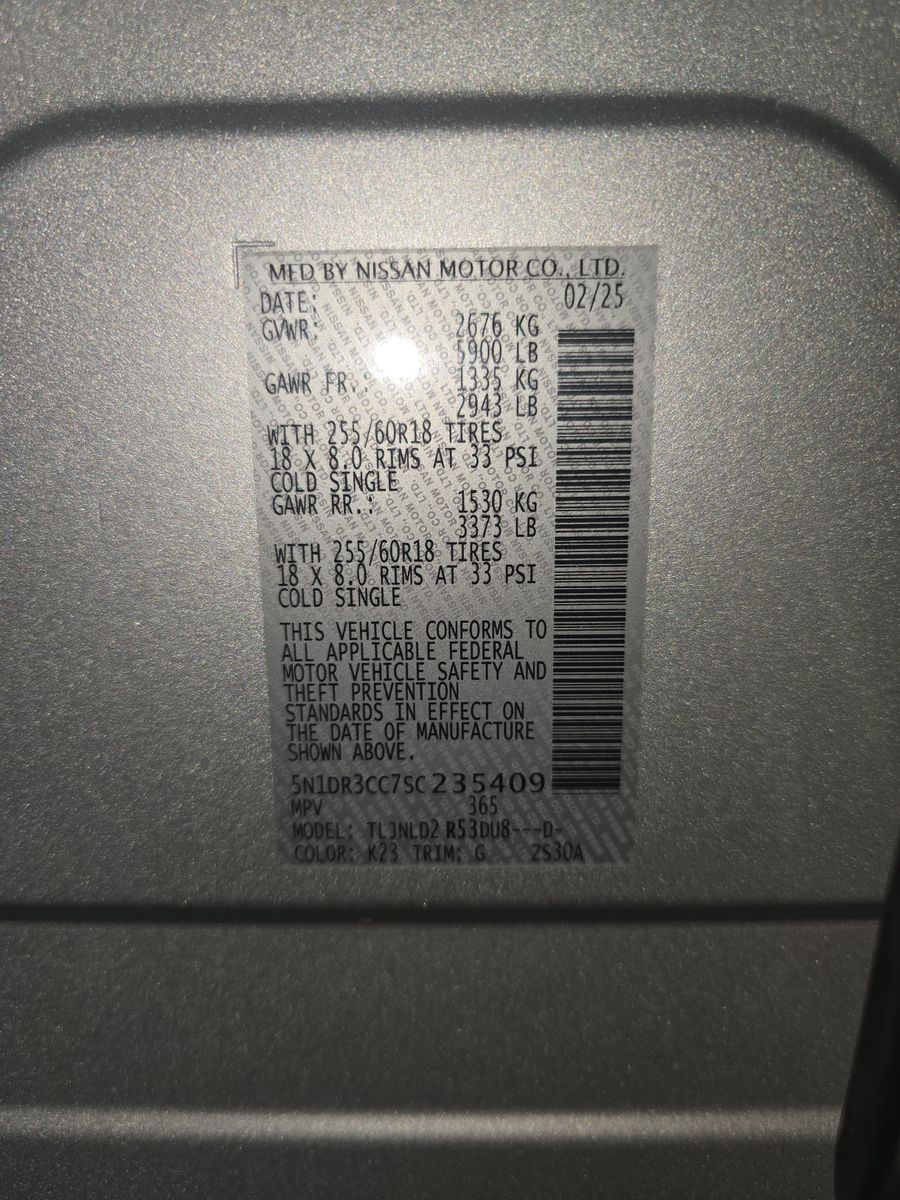 MFD BY NISSAN MOTOR CO., LTD.
DATE: 02/25
GVWR: 2676 KG
5900 LB
GAWR FR.: 1335 KG
2943 LB
WITH 255/60R18 TIRES
18 X 8.0 RIMS AT 33 PSI
COLD SINGLE
GAWR RR.: 1530 KG
3373 LB
WITH 255/60R18 TIRES
18 X 8.0 RIMS AT 33 PSI
COLD SINGLE
THIS VEHICLE CONFORMS TO
ALL APPLICABLE FEDERAL
MOTOR VEHICLE SAFETY AND
THEFT PREVENTION
STANDARDS IN EFFECT ON
THE DATE OF MANUFACTURE
SHOWN ABOVE.
5N1DR3CC7SC235409
MPV 365
MODEL: TLJNLD2 R53DU8---D-
COLOR: K23 TRIM: G ZS30A